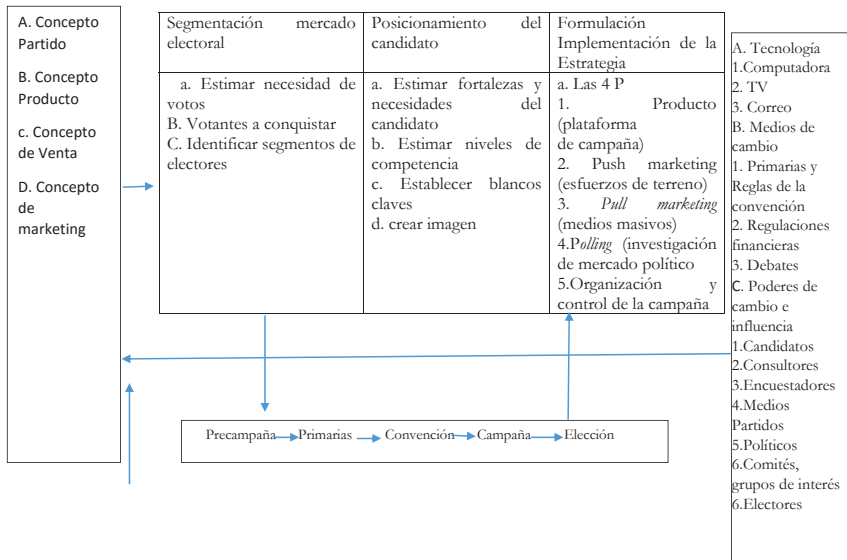 A. Concepto
Partido
B. Concepto
Producto
c. Concepto
de Venta
D. Concepto
de
marketing
Segmentación mercado
electoral
a. Estimar necesidad de
votos
B. Votantes a conquistar
C. Identificar segmentos de
electores
Posicionamiento del
candidato
a. Estimar fortalezas y
necesidades del
candidato
b. Estimar niveles de
competencia
c. Establecer blancos
claves
d. crear imagen
Formulación
Implementación de la
Estrategia
a. Las 4 P
1. Producto
(plataforma
de campaña)
2. Push marketing
(esfuerzos de terreno)
3. Pull marketing
(medios masivos)
4.Polling (investigación
de mercado político
5.Organización y
control de la campaña
Precampaña Primarias Convención Campaña Elección
A. Tecnología
1.Computadora
2. TV
3. Correo
B. Medios de
cambio
1. Primarias y
Reglas de la
convención
2. Regulaciones
financieras
3. Debates
C. Poderes de
cambio e
influencia
1.Candidatos
2.Consultores
3.Encuestadores
4.Medios
Partidos
5.Políticos
6.Comités,
grupos de interés
6.Electores